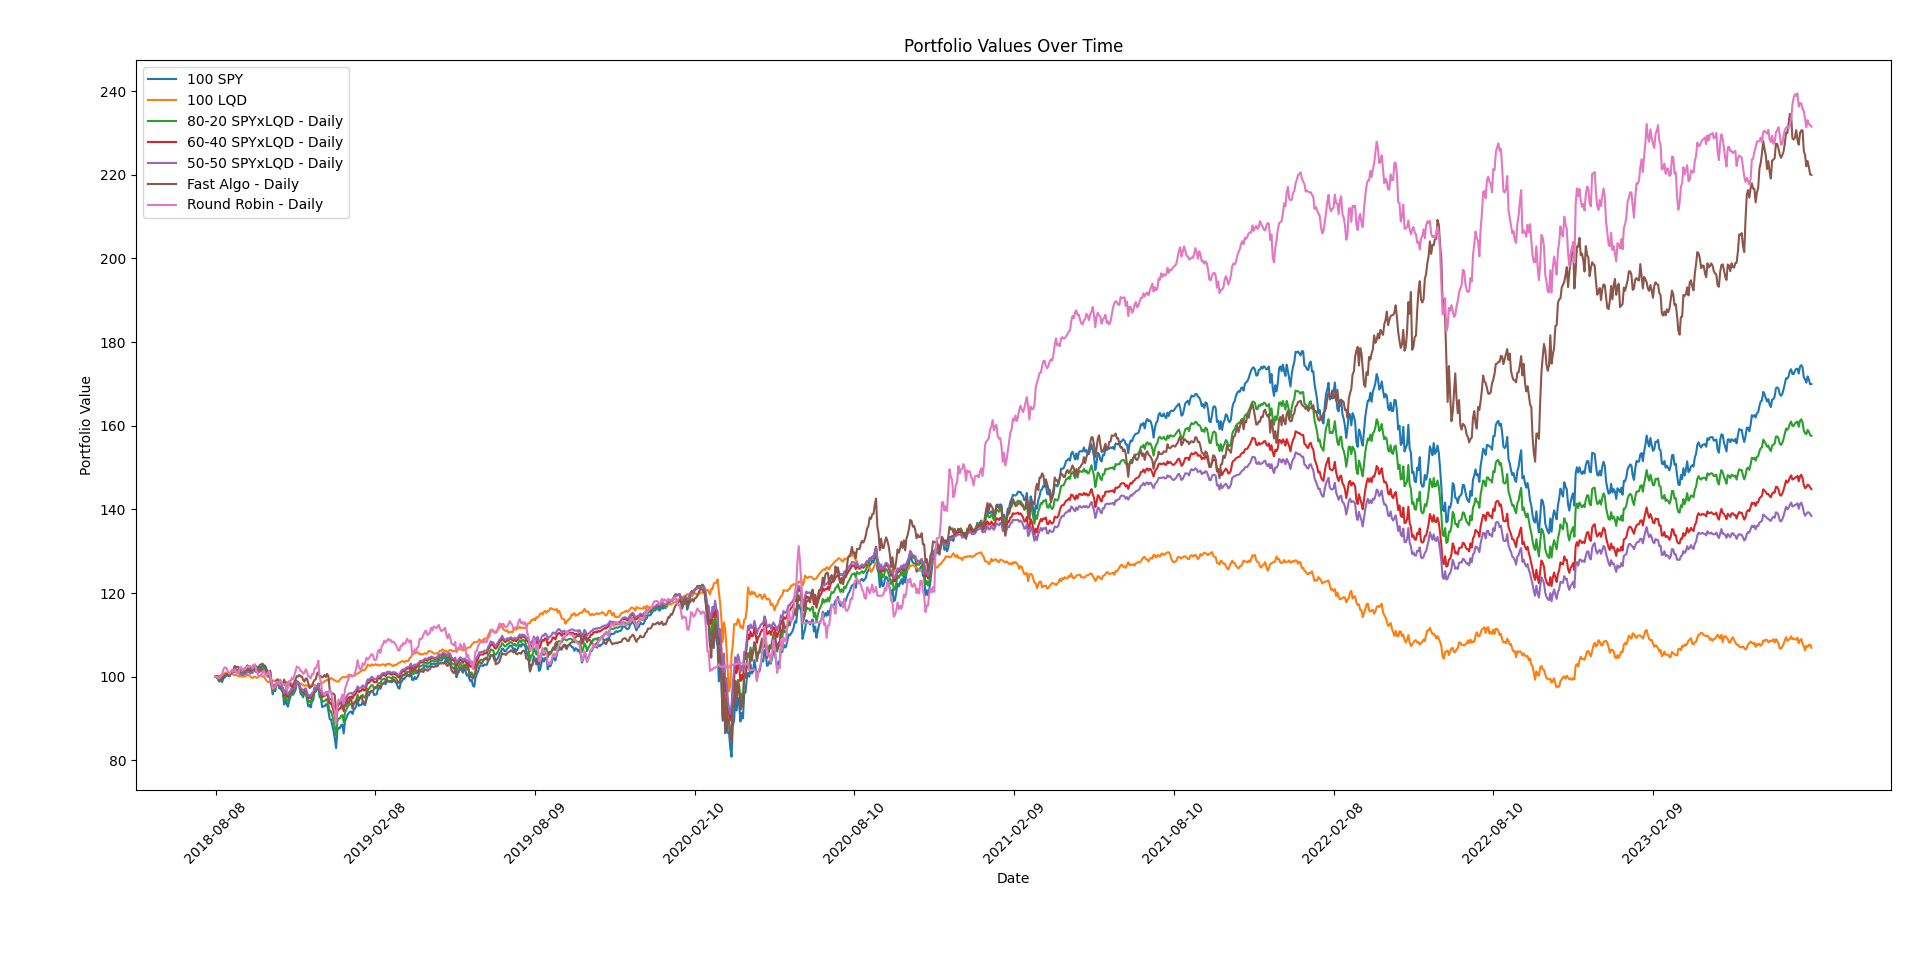 Portfolio Values Over Time
100 SPY
100 LQD
80-20 SPYxLQD - Daily
60-40 SPYxLQD - Daily
50-50 SPYxLQD - Daily
Fast Algo - Daily
Round Robin - Daily
Portfolio Value
240
220
200
180
160
140
120
100
80
2018-08-08
2019-02-08
2019-08-09
2020-02-10
2020-08-10
2021-02-09
2021-08-10
2022-02-08
2022-08-10
2023-02-09
Date